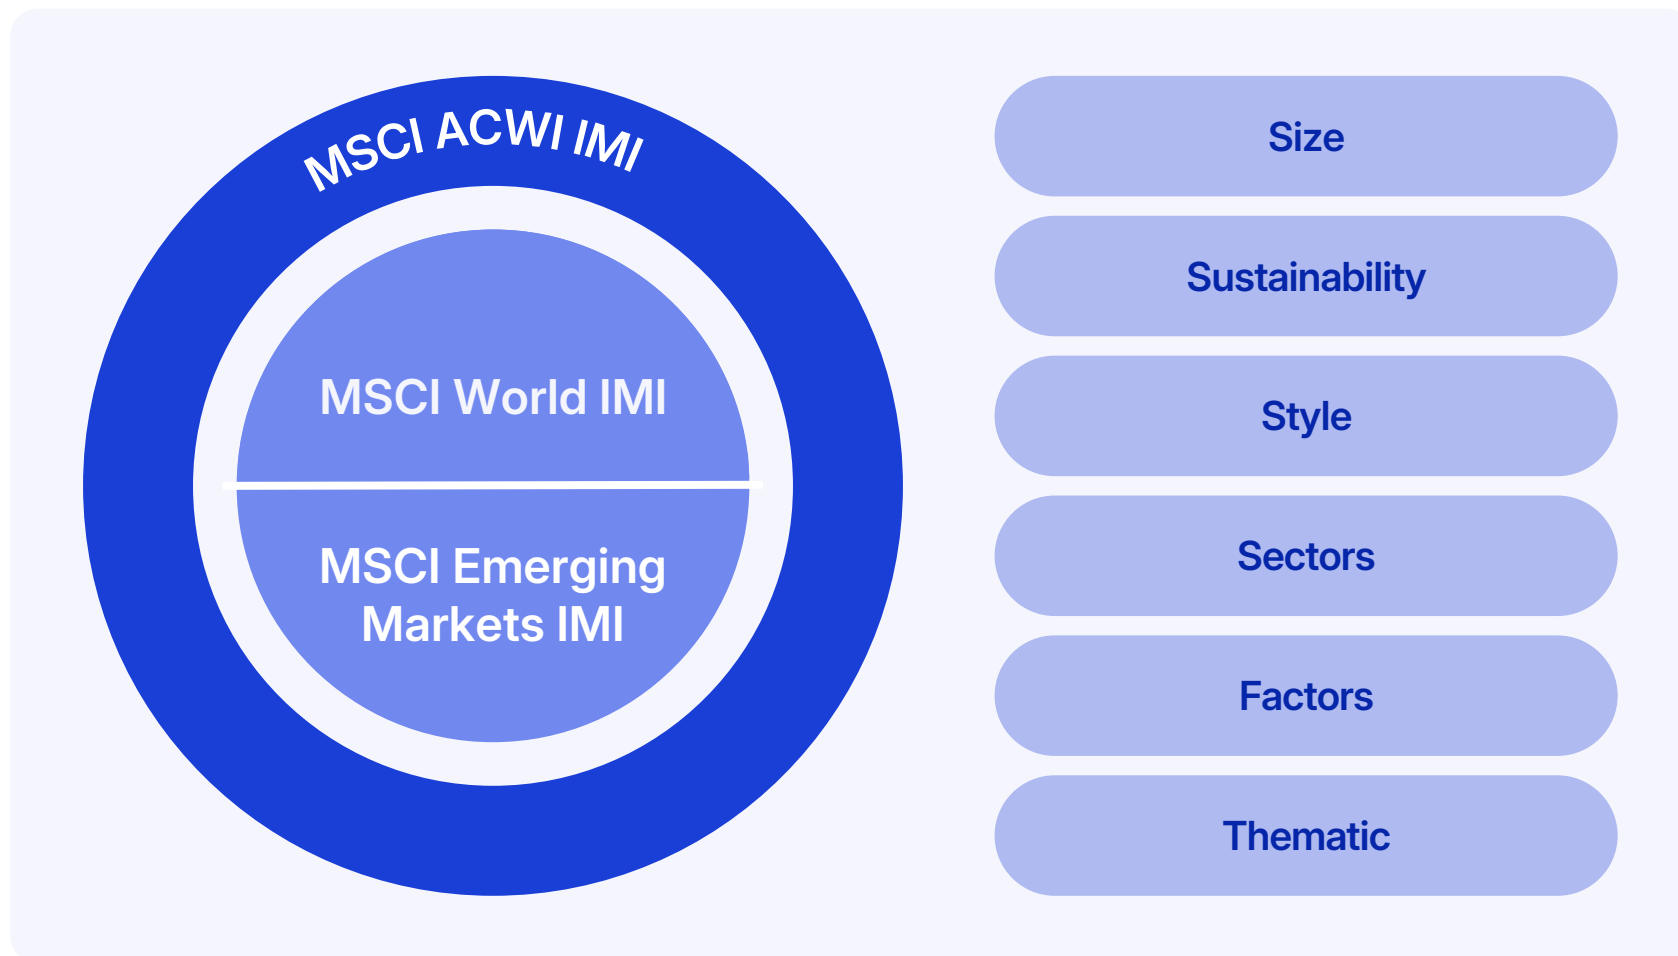 MSCI ACWI IMI
MSCI World IMI
MSCI Emerging
Markets IMI
Size
Sustainability
Style
Sectors
Factors
Thematic